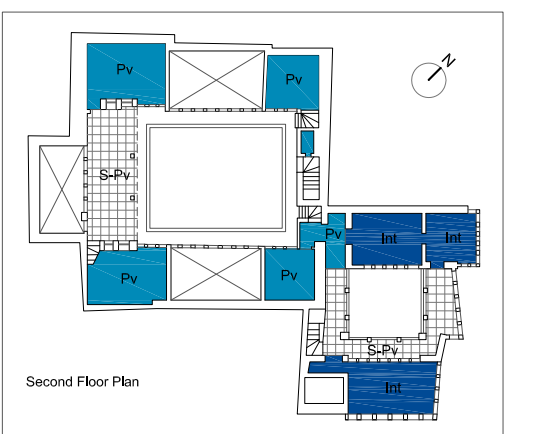 Pv
Pv
N
S-Pv
Pv
Int
Int
Pv
Pv
S-Pv
Second Floor Plan
Int